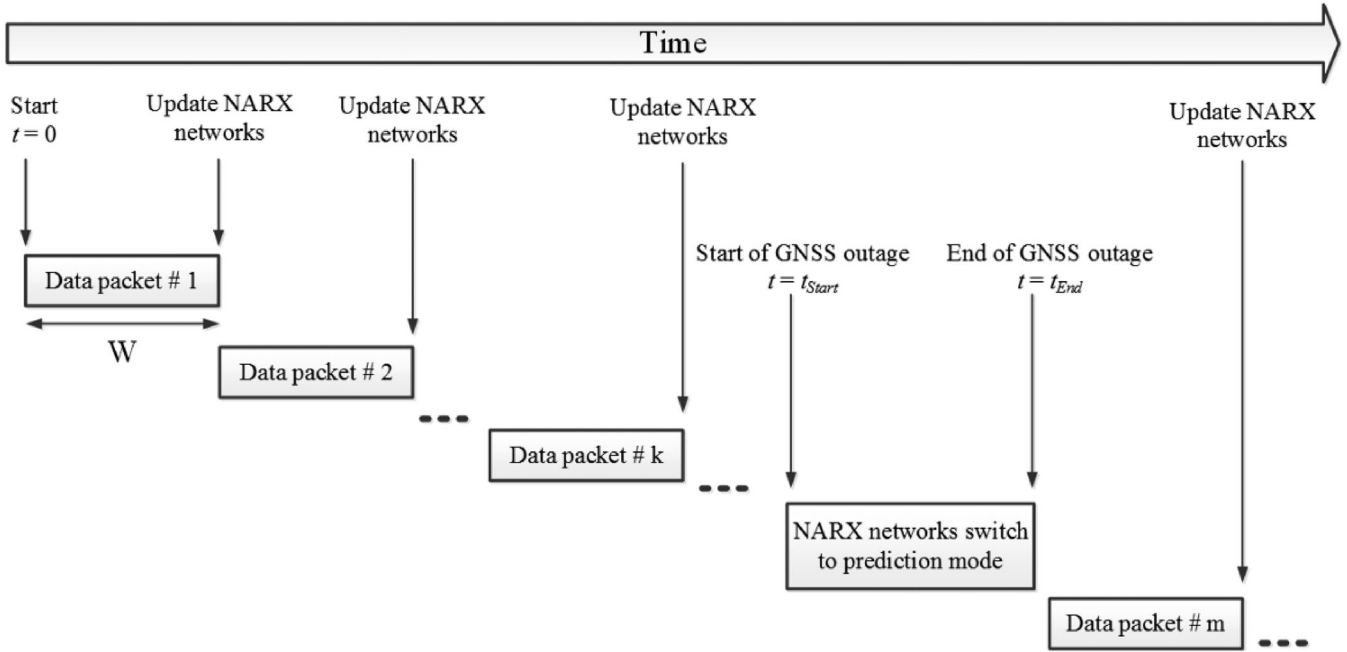 Time
Start
t = 0
Update NARX
networks
Update NARX
networks
Update NARX
networks
Update NARX
networks
Start of GNSS outage
t = tStart
End of GNSS outage
t = tEnd
Data packet # 1
W
Data packet # 2
Data packet # k
NARX networks switch
to prediction mode
Data packet # m